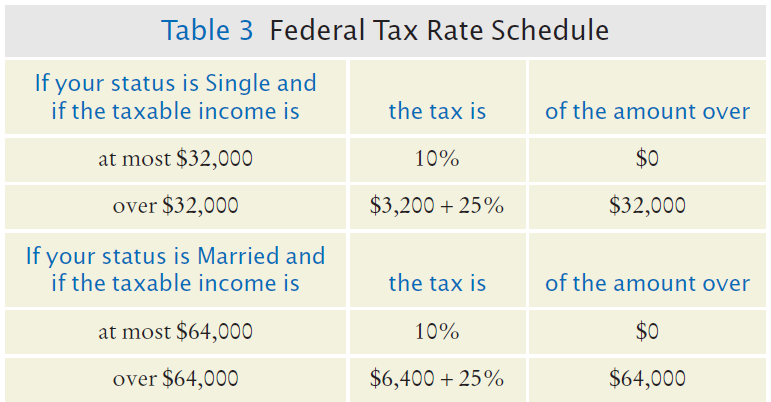 Table 3 Federal Tax Rate Schedule
If your status is Single and
if the taxable income is
the tax is
of the amount over
at most $32,000
10%
$0
over $32,000
$3,200 + 25%
$32,000
If your status is Married and
if the taxable income is
the tax is
of the amount over
at most $64,000
10%
$0
over $64,000
$6,400 + 25%
$64,000